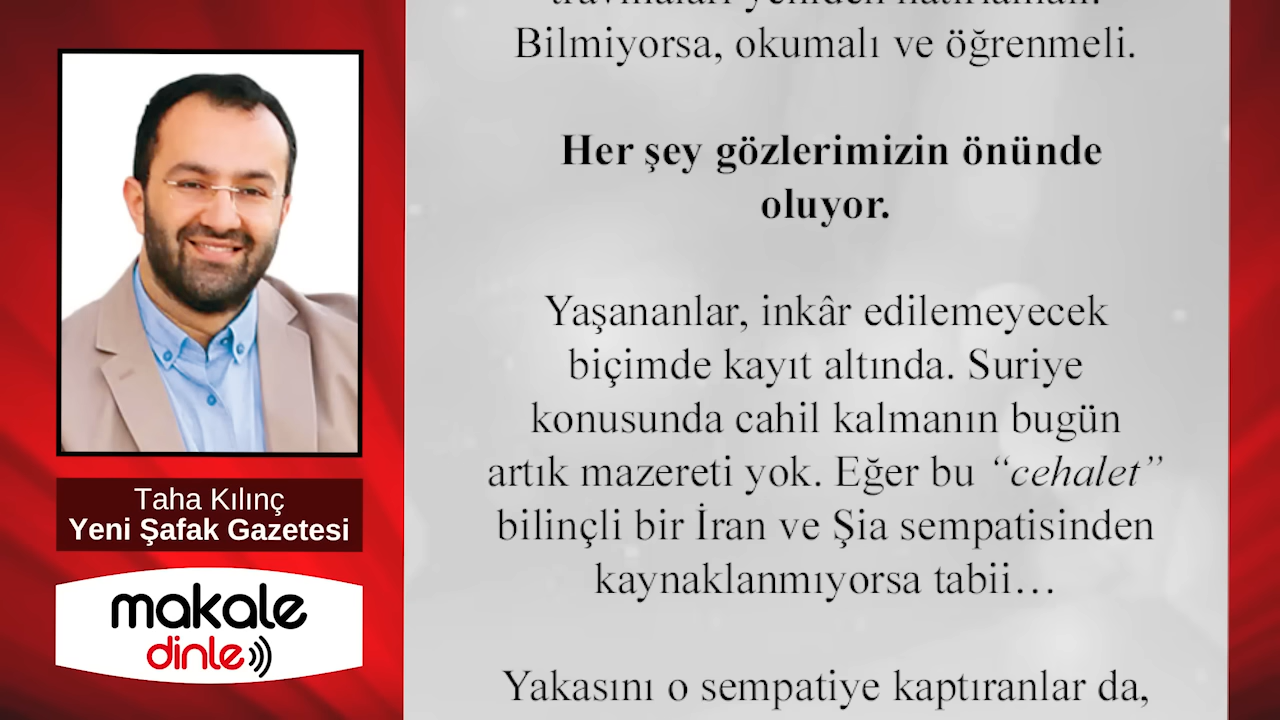 Taha Kılınç
Yeni Şafak Gazetesi
makale
dinle
Bilmiyorsa, okumalı ve öğrenmeli.
Her şey gözlerimizin önünde
oluyor.
Yaşananlar, inkâr edilemeyecek
biçimde kayıt altında. Suriye
konusunda cahil kalmanın bugün
artık mazereti yok. Eğer bu “cehalet”
bilinçli bir İran ve Şia sempatisinden
kaynaklanmıyorsa tabii…
Yakasını o sempatiye kaptıranlar da,